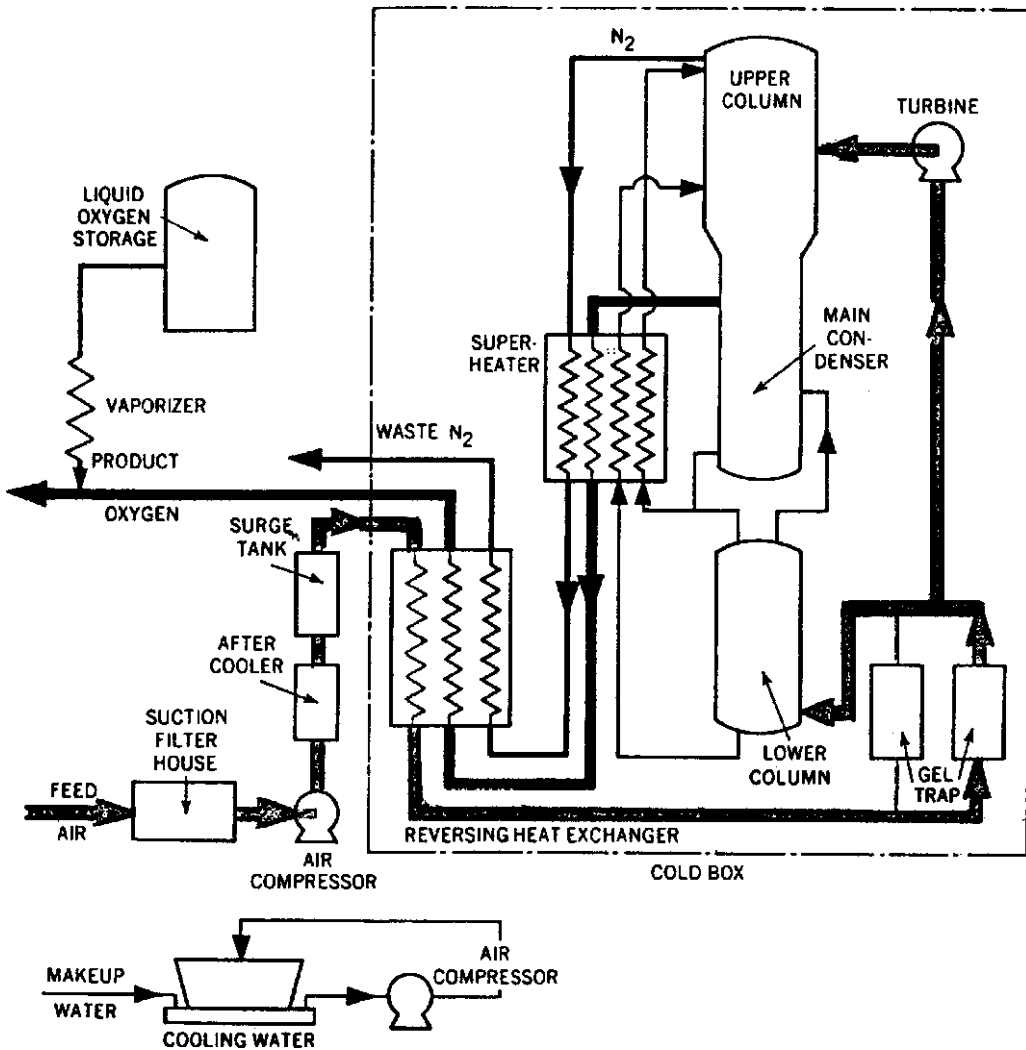 N2
UPPER
COLUMN
TURBINE
LIQUID
OXYGEN
STORAGE
MAIN
CON-
DENSER
SUPER-
HEATER
VAPORIZER
WASTE N2
PRODUCT
OXYGEN
SURGE
TANK
AFTER
COOLER
SUCTION
FILTER
HOUSE
LOWER
COLUMN
GEL
TRAP
FEED
AIR
REVERSING HEAT EXCHANGER
AIR
COMPRESSOR
COLD BOX
AIR
COMPRESSOR
MAKEUP
WATER
COOLING WATER